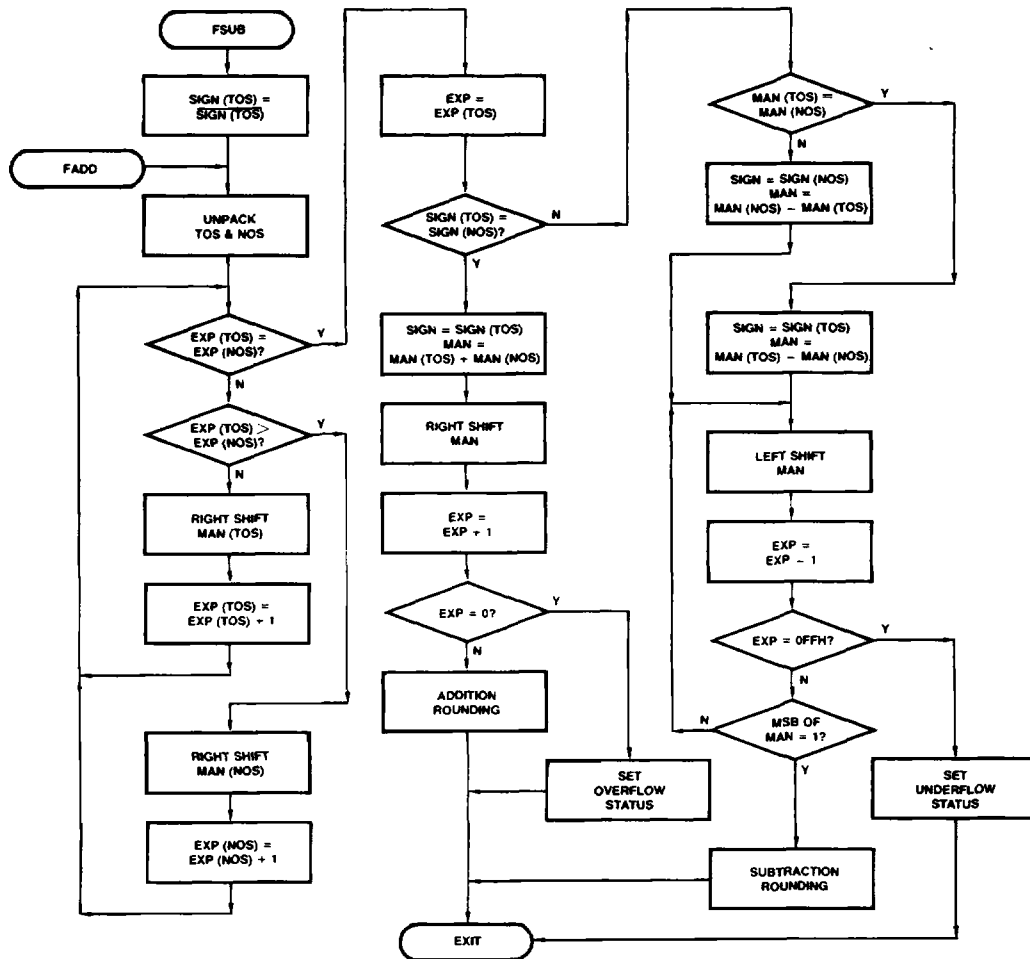 FSUB
SIGN (TOS) =
SIGN (TOS)
FADD
UNPACK
TOS & NOS
EXP (TOS) =
EXP (NOS)?
Y
N
EXP (TOS) >
EXP (NOS)?
Y
N
RIGHT SHIFT
MAN (TOS)
EXP (TOS) =
EXP (TOS) + 1
RIGHT SHIFT
MAN (NOS)
EXP (NOS) =
EXP (NOS) + 1
EXP =
EXP (TOS)
SIGN (TOS) =
SIGN (NOS)?
N
Y
SIGN = SIGN (TOS)
MAN =
MAN (TOS) + MAN (NOS)
RIGHT SHIFT
MAN
EXP =
EXP + 1
EXP = 0?
Y
N
ADDITION
ROUNDING
SET
OVERFLOW
STATUS
EXIT
MAN (TOS) =
MAN (NOS)
Y
N
SIGN = SIGN (NOS)
MAN =
MAN (NOS) - MAN (TOS)
SIGN = SIGN (TOS)
MAN =
MAN (TOS) - MAN (NOS)
LEFT SHIFT
MAN
EXP =
EXP - 1
EXP = 0FFH?
Y
N
MSB OF
MAN = 1?
N
Y
SET
UNDERFLOW
STATUS
SUBTRACTION
ROUNDING